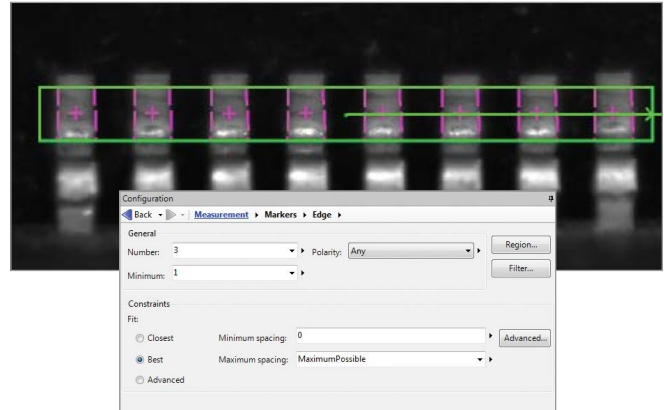 Configuration
Back Measurement Markers Edge
General
Number: 3 Polarity: Any Region...
Minimum: 1 Filter...
Constraints
Fit:
Closest Minimum spacing: 0 Advanced...
Best Maximum spacing: MaximumPossible
Advanced